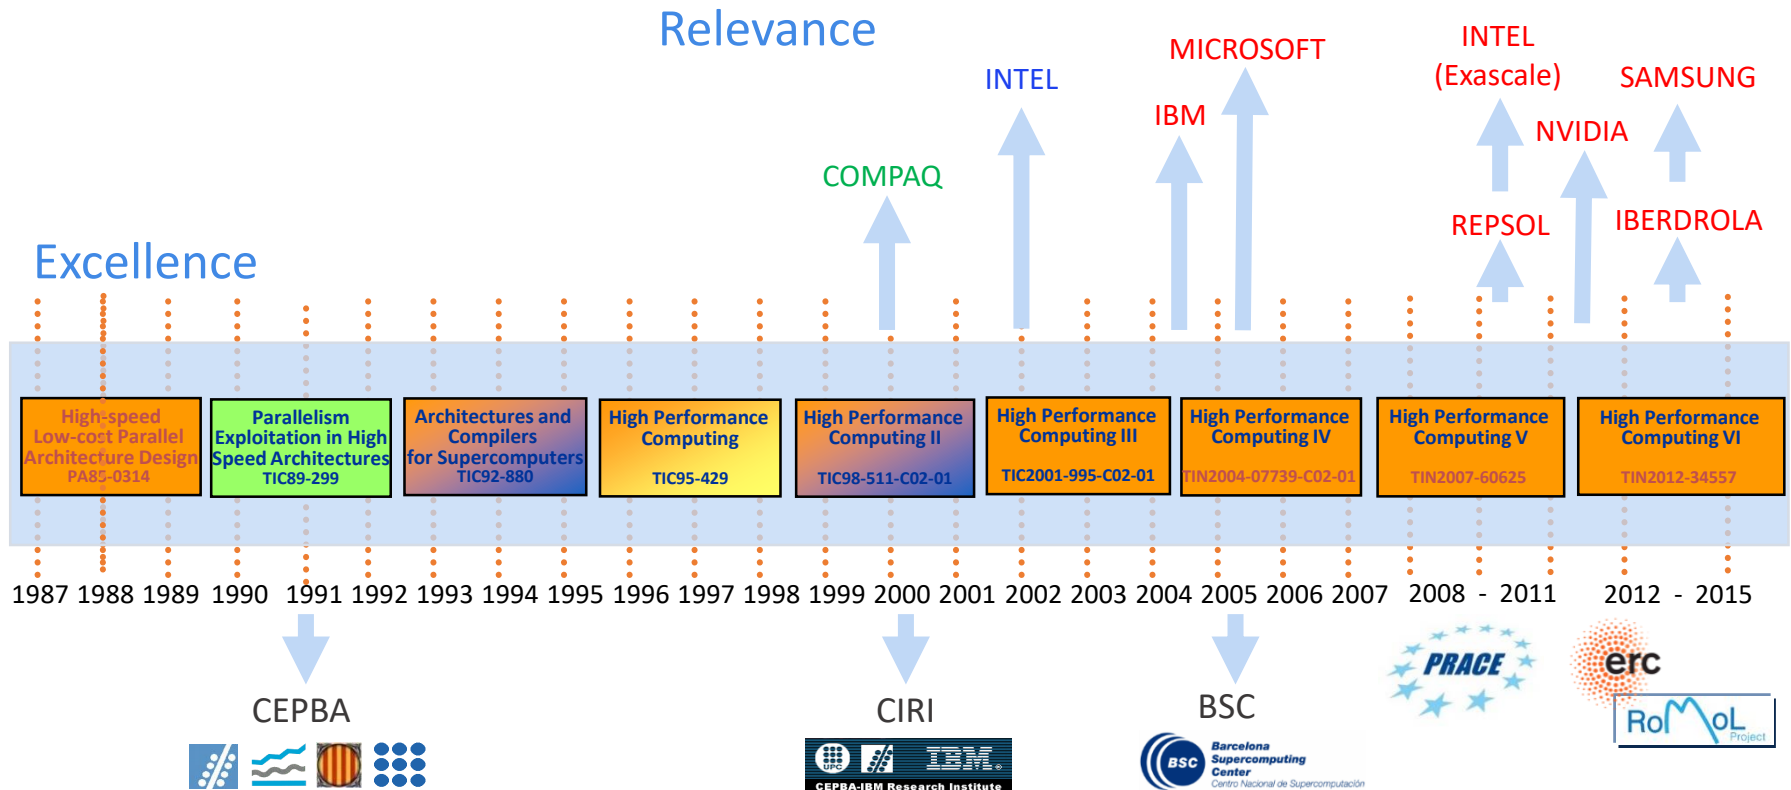 Relevance
MICROSOFT
INTEL
(Exascale)
INTEL
SAMSUNG
IBM
NVIDIA
COMPAQ
REPSOL
IBERDROLA
Excellence
High-speed
Low-cost Parallel
Architecture Design
PA85-0314
Parallelism
Exploitation in High
Speed Architectures
TIC89-299
Architectures and
Compilers
for Supercomputers
TIC92-880
High Performance
Computing
TIC95-429
High Performance
Computing II
TIC98-511-C02-01
High Performance
Computing III
TIC2001-995-C02-01
High Performance
Computing IV
TIN2004-07739-C02-01
High Performance
Computing V
TIN2007-60625
High Performance
Computing VI
TIN2012-34557
1987 1988 1989 1990 1991 1992 1993 1994 1995 1996 1997 1998 1999 2000 2001 2002 2003 2004 2005 2006 2007 2008 - 2011 2012 - 2015
CEPBA
CIRI
UPC
IBM®
CEPBA-IBM Research Institute
BSC
BSC
Barcelona
Supercomputing
Center
Centro Nacional de Supercomputación
PRACE
erc
RoMoL
Project